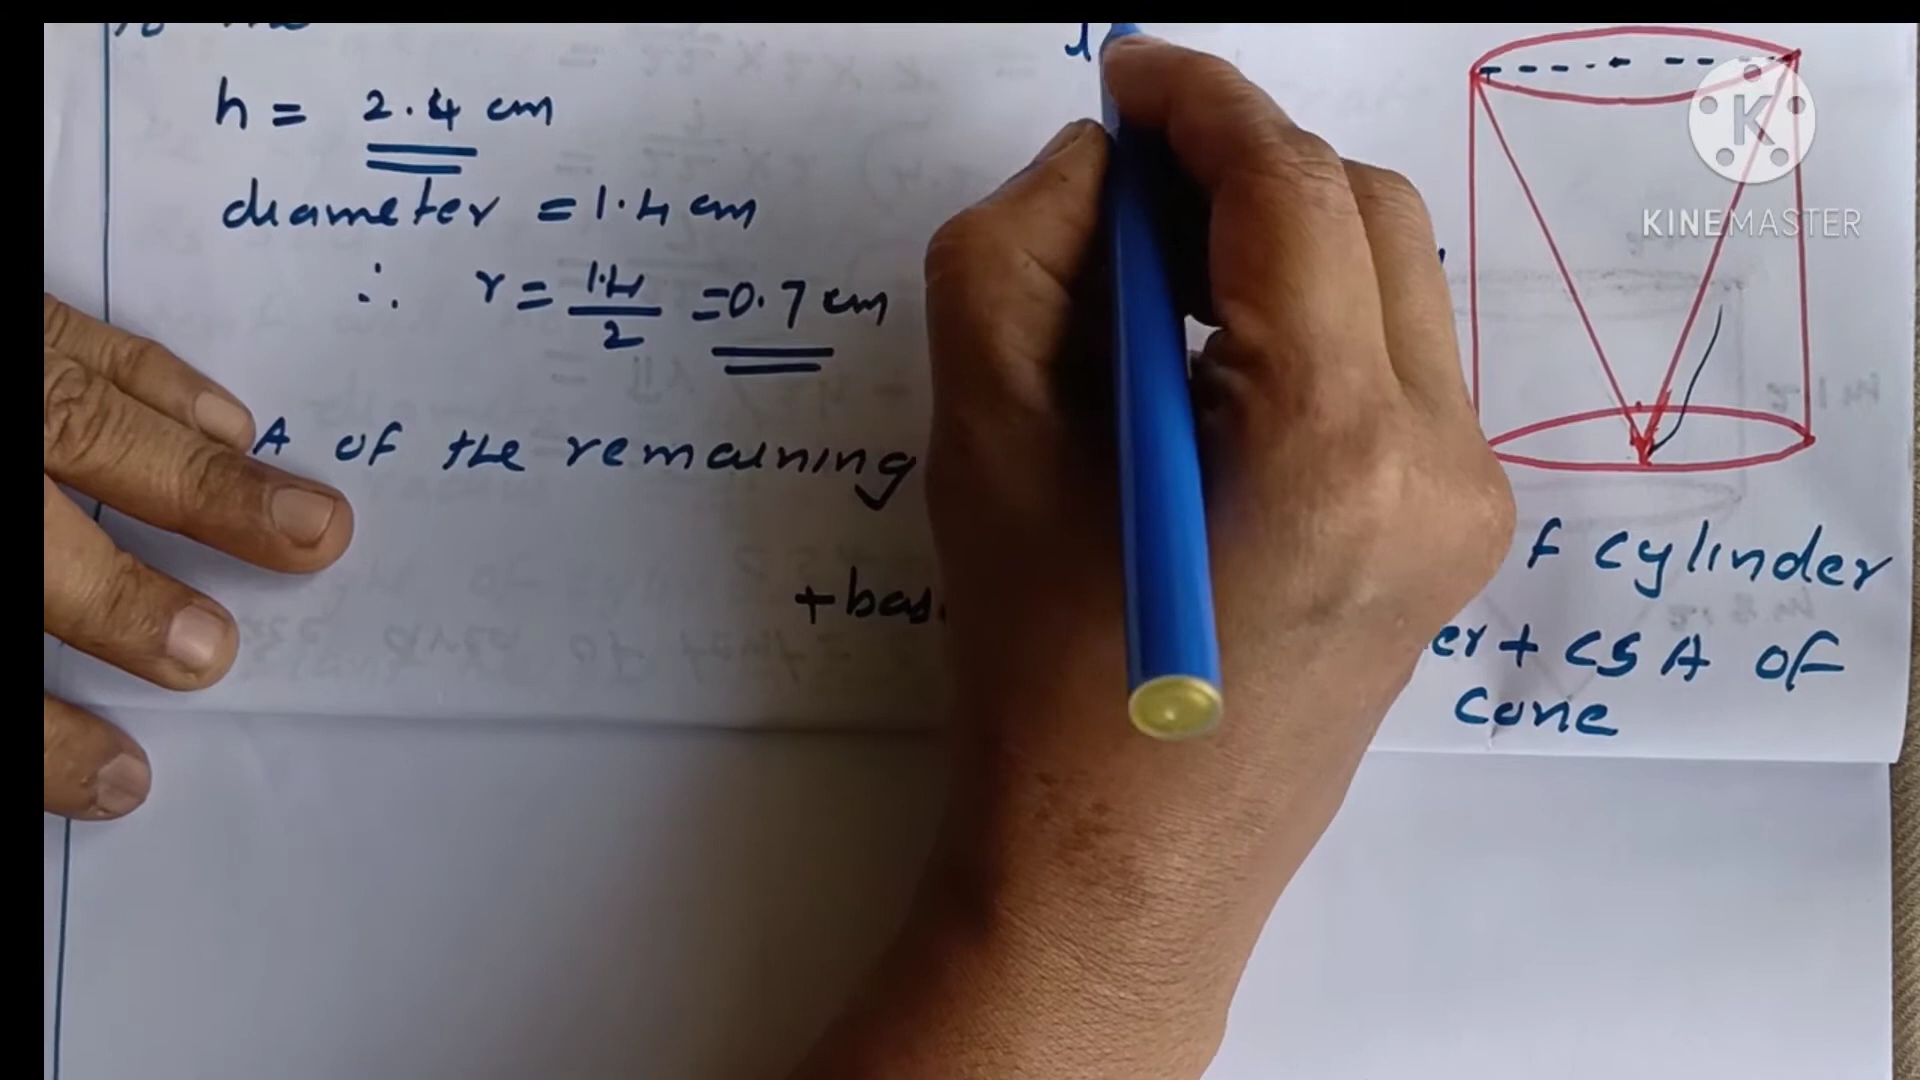 the
h = 2.4 cm
diameter = 1.4 cm
∴ r = 1.4/2 = 0.7 cm
A of the remaining
F cylinder
+ bas
er + CSA of
cone
K
KINEMASTER